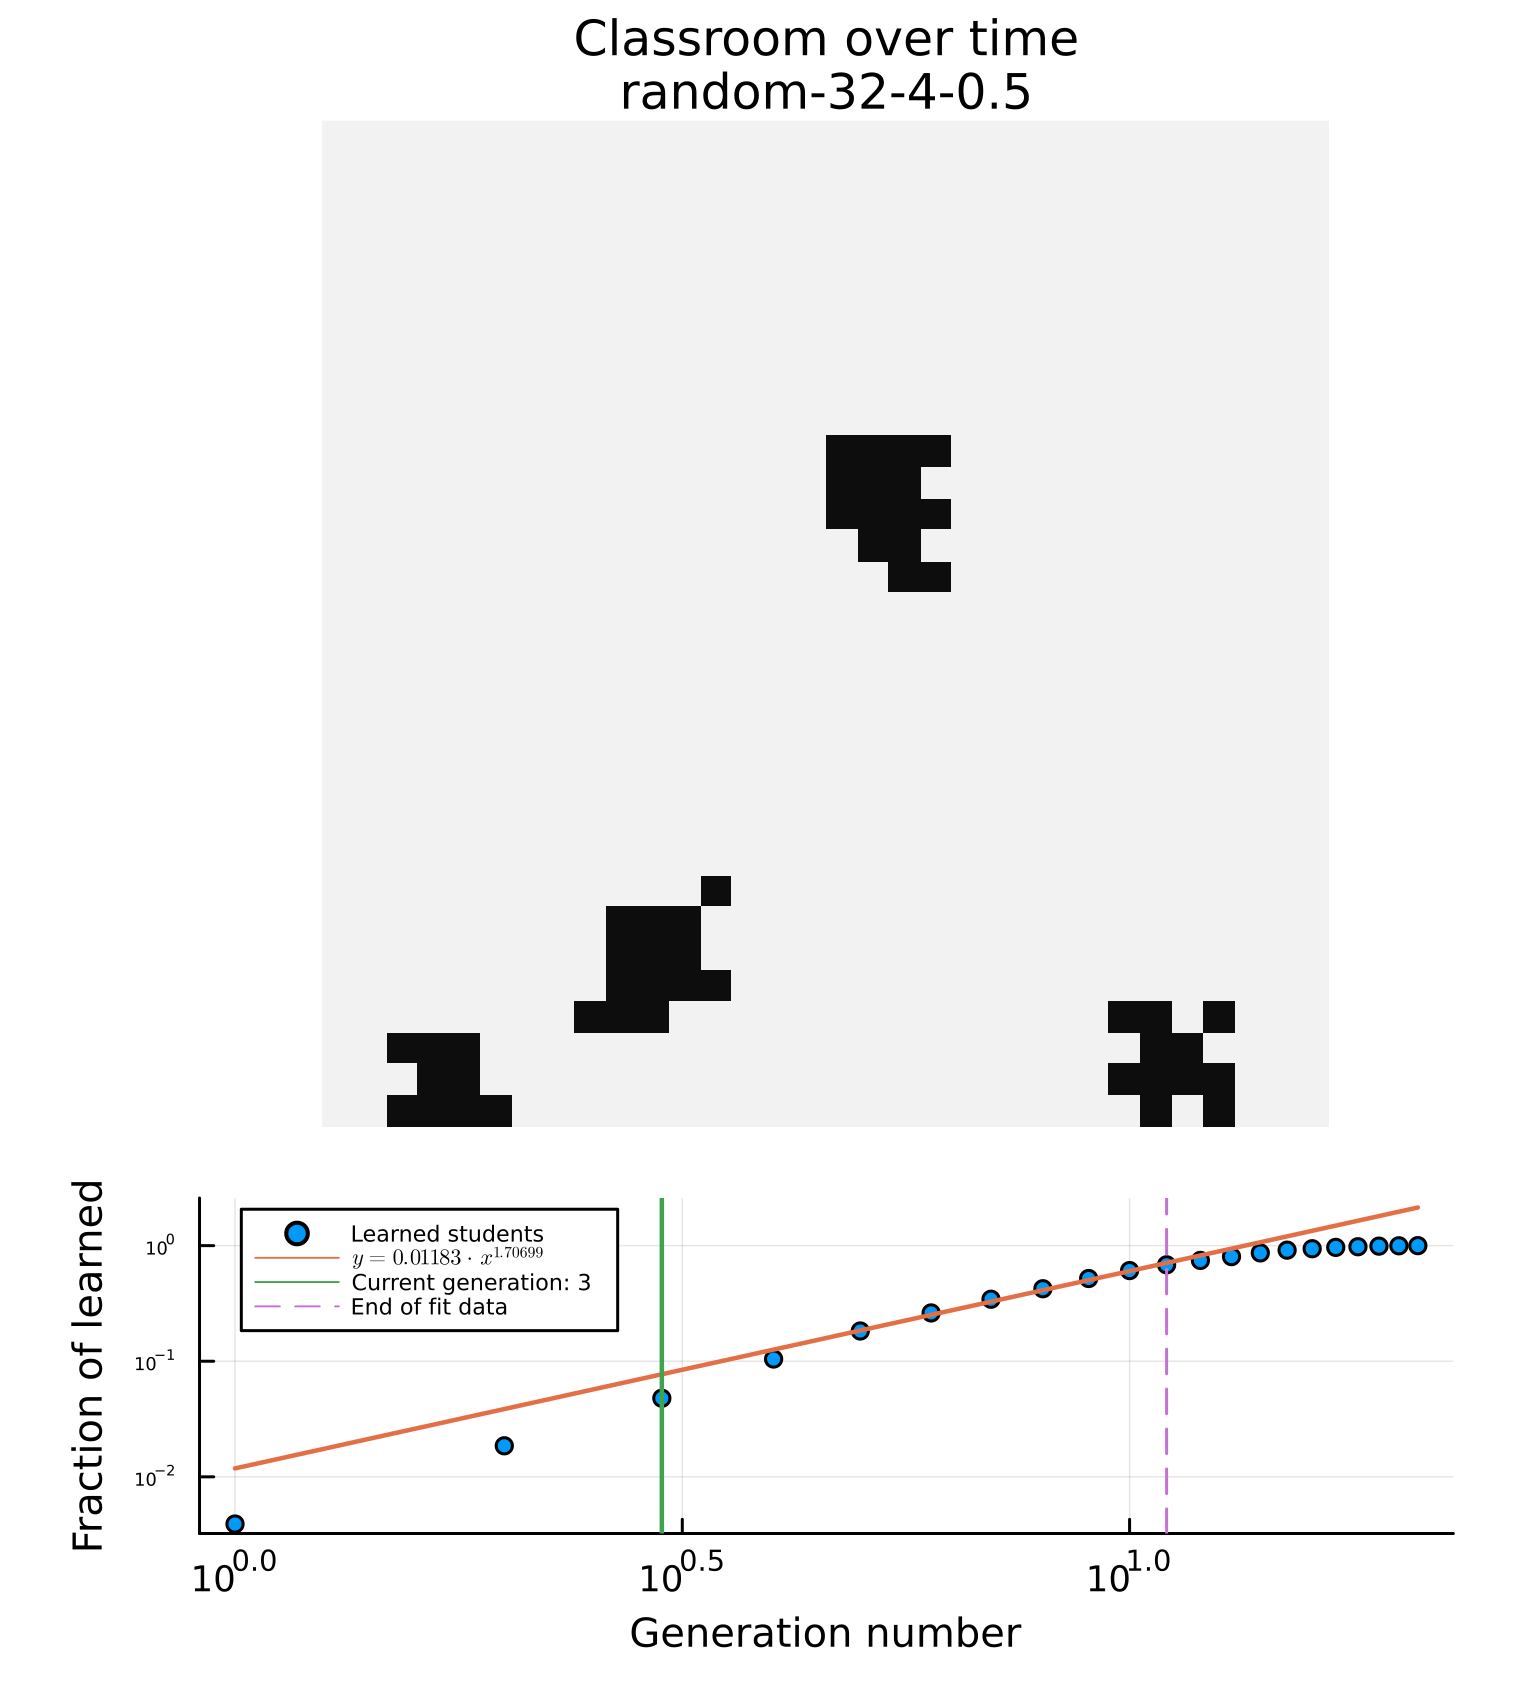 Classroom over time
random-32-4-0.5
Fraction of learned
10⁰
10⁻¹
10⁻²
Learned students
y = 0.01183 · x^1.70699
Current generation: 3
End of fit data
10^0.0 10^0.5 10^1.0
Generation number